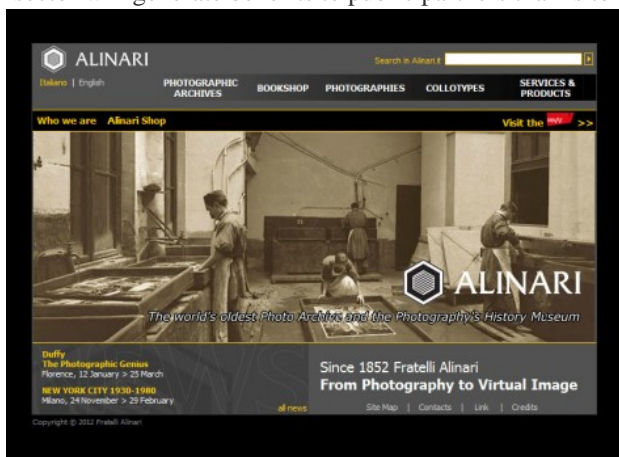 ALINARI
Search in Alinari.it
Italiano | English
PHOTOGRAPHIC ARCHIVES
BOOKSHOP
PHOTOGRAPHIES
COLLOTYPES
SERVICES & PRODUCTS
Who we are Alinari Shop
Visit the >>
ALINARI
The world's oldest Photo Archive and the Photography's History Museum
Duffy
The Photographic Genius
Florence, 12 January > 25 March
NEW YORK CITY 1930-1980
Milano, 24 November > 29 February
all news
Since 1852 Fratelli Alinari
From Photography to Virtual Image
Site Map | Contacts | Link | Credits
Copyright © 2012 Fratelli Alinari